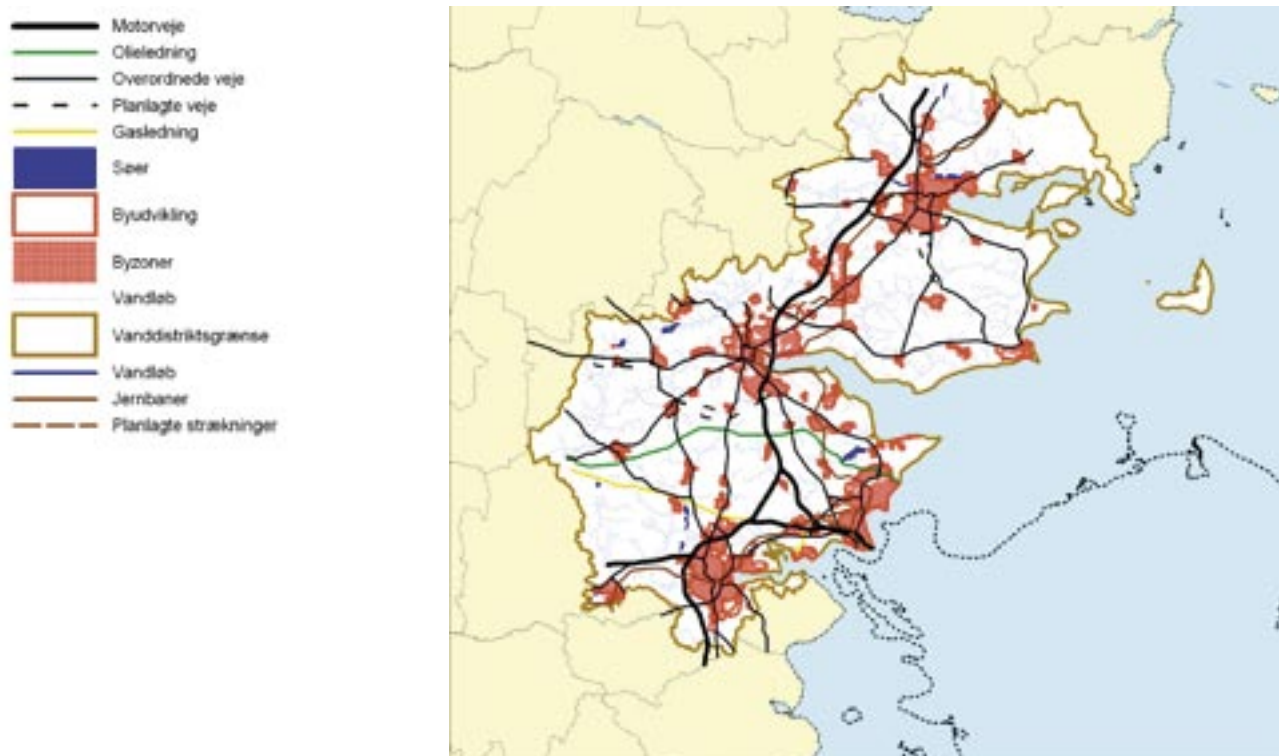 Motorveje
Olieledning
Overordnede veje
Planlagte veje
Gasledning
Søer
Byudvikling
Byzoner
Vandløb
Vanddistriktsgrænse
Vandløb
Jernbaner
Planlagte strækninger